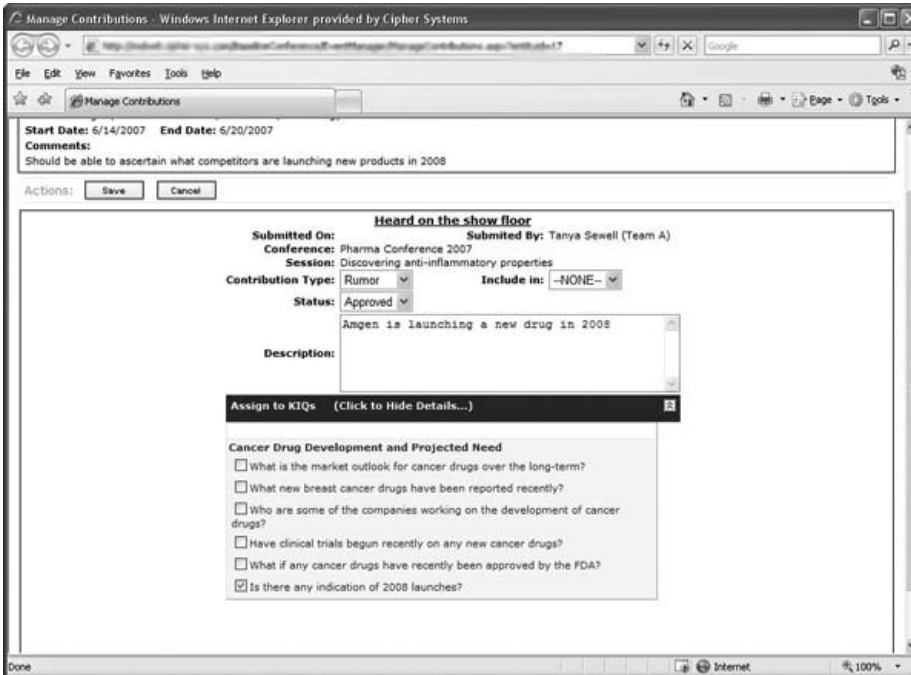 Manage Contributions - Windows Internet Explorer provided by Cipher Systems
Google
File Edit View Favorites Tools Help
Manage Contributions
Page Tools
Start Date: 6/14/2007 End Date: 6/20/2007
Comments:
Should be able to ascertain what competitors are launching new products in 2008
Actions: Save Cancel
Heard on the show floor
Submitted On: Submited By: Tanya Sewell (Team A)
Conference: Pharma Conference 2007
Session: Discovering anti-inflammatory properties
Contribution Type: Rumor Include in: --NONE--
Status: Approved
Amgen is launching a new drug in 2008
Description:
Assign to KIQs (Click to Hide Details...)
Cancer Drug Development and Projected Need
What is the market outlook for cancer drugs over the long-term?
What new breast cancer drugs have been reported recently?
Who are some of the companies working on the development of cancer
drugs?
Have clinical trials begun recently on any new cancer drugs?
What if any cancer drugs have recently been approved by the FDA?
Is there any indication of 2008 launches?
Done Internet 100%